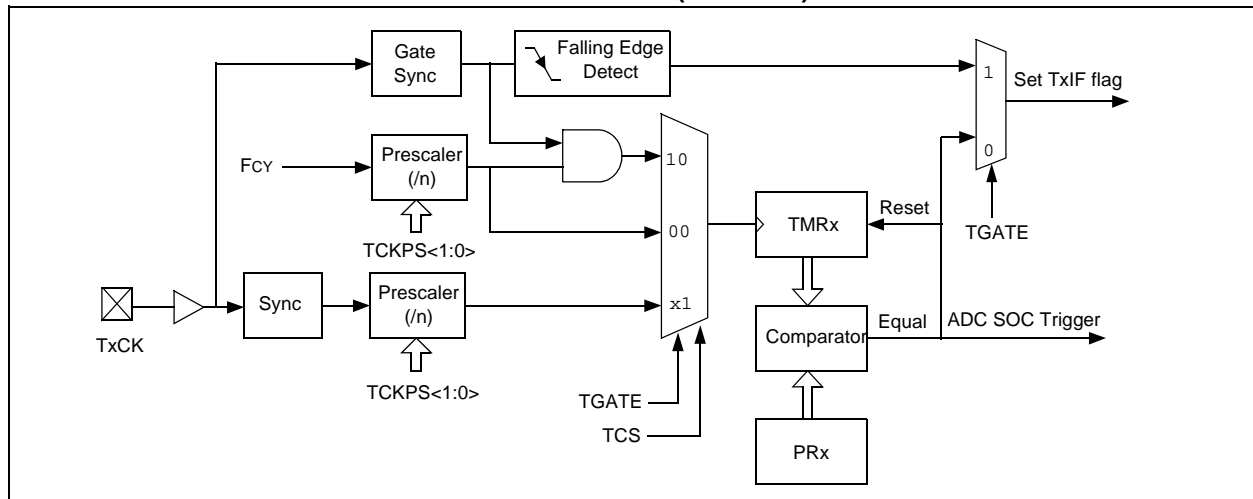 Gate
Sync
Falling Edge
Detect
1
Set TxIF flag
0
TGATE
FCY
Prescaler
(/n)
TCKPS<1:0>
10
00
x1
TMRx
Reset
TxCK
Sync
Prescaler
(/n)
TCKPS<1:0>
Comparator
Equal
ADC SOC Trigger
TGATE
TCS
PRx